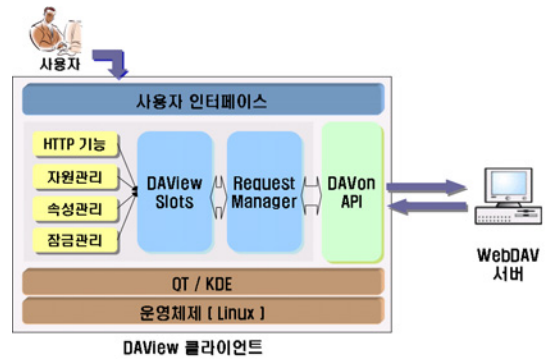 사용자
사용자 인터페이스
HTTP 기능
자원관리
속성관리
잠금관리
DAView
Slots
Request
Manager
DAVon
API
WebDAV
서버
QT / KDE
운영체제 [ Linux ]
DAView 클라이언트